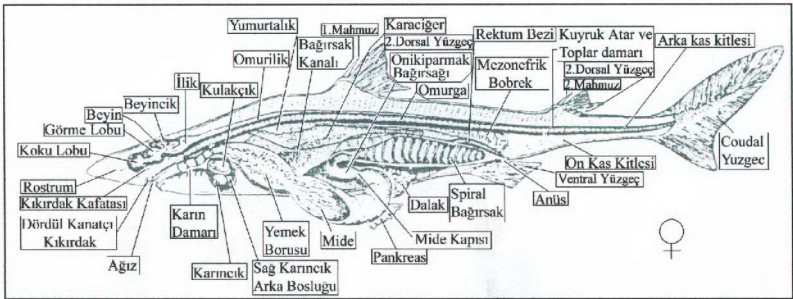 Yumurtalık
1.Mahmuz
Karaciğer
2.Dorsal Yüzgeç
Rektum Bezi
Kuyruk Atar ve
Toplar damarı
Arka kas kitlesi
Omurilik
Bağırsak
Kanalı
Onikiparmak
Bağırsağı
Omurga
Mezonefrik
Bobrek
2.Dorsal Yüzgeç
2.Mahmuz
İlik
Kulakçık
Beyincik
Beyin
Görme Lobu
Koku Lobu
Coudal
Yuzgec
Rostrum
Kıkırdak Kafatası
Dördül Kanatçı
Kıkırdak
Ağız
Karın
Damarı
Karıncık
Sağ Karıncık
Arka Bosluğu
Yemek
Borusu
Mide
Pankreas
Mide Kapısı
Dalak
Spiral
Bağırsak
Anüs
Ventral Yüzgeç
On Kas Kitlesi